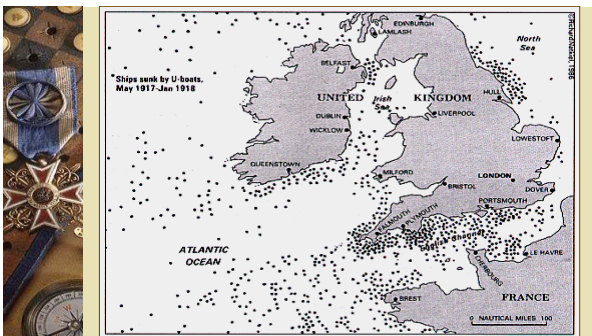 EDINBURGH
LAMLASH
North
Sea
©Richard Natkiel, 1986
Ships sunk by U-boats,
May 1917-Jan 1918
BELFAST
UNITED
Irish
Sea
KINGDOM
HULL
DUBLIN
LIVERPOOL
WICKLOW
LOWESTOFT
QUEENSTOWN
MILFORD
LONDON
BRISTOL
DOVER
PORTSMOUTH
FALMOUTH
PLYMOUTH
English Channel
ATLANTIC
OCEAN
LE HAVRE
CHERBOURG
BREST
FRANCE
0 NAUTICAL MILES 100